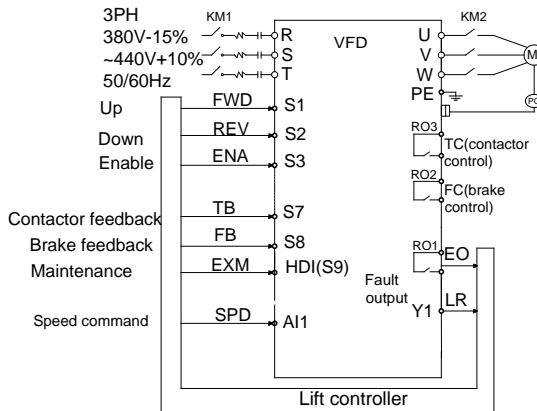 3PH KM1 KM2
380V-15% R VFD U
~440V+10% S V M
50/60Hz T W
PE
Up FWD S1
RO3
Down REV S2 TC(contactor
control)
Enable ENA S3
RO2
FC(brake
control)
Contactor feedback TB S7
Brake feedback FB S8
RO1 EO
Maintenance EXM HDI(S9)
Fault
output
Y1 LR
Speed command SPD AI1
Lift controller